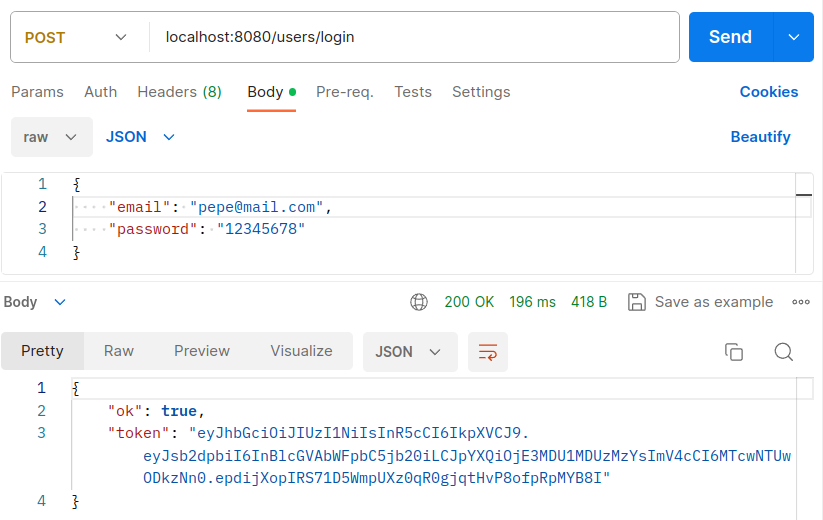 POST localhost:8080/users/login Send
Params Auth Headers (8) Body Pre-req. Tests Settings Cookies
raw JSON Beautify
1 {
2 "email": "pepe@mail.com",
3 "password": "12345678"
4 }
Body 200 OK 196 ms 418 B Save as example
Pretty Raw Preview Visualize JSON
1 {
2 "ok": true,
3 "token": "eyJhbGciOiJIUzI1NiIsInR5cCI6IkpXVCJ9.
eyJsb2dpbiI6InBlcGVAbWFpbC5jb20iLCJpYXQiOjE3MDU1MDUzMzYsImV4cCI6MTcwNTUw
ODkzNn0.epdijXopIRS71D5WmpUXz0qR0gjqtHvP8ofpRpMYB8I"
4 }